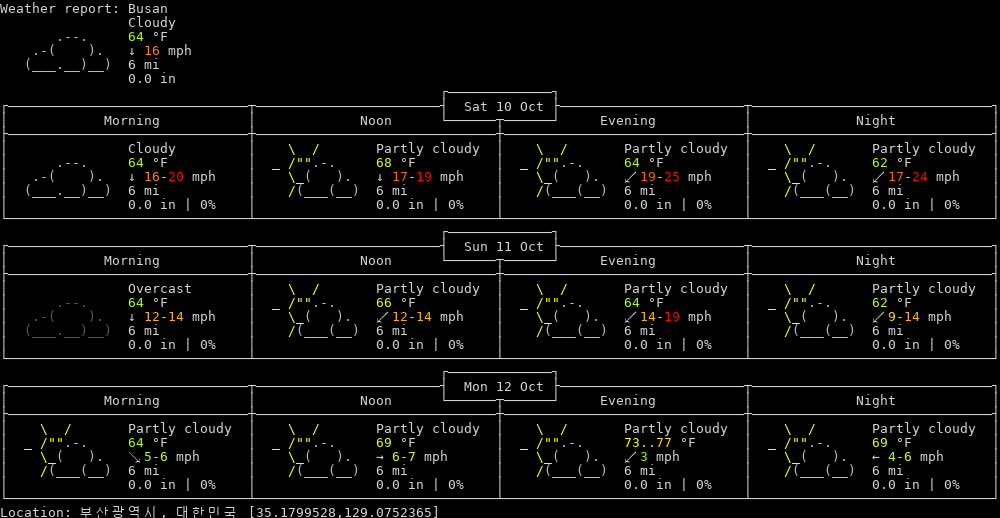 Weather report: Busan
Cloudy
64 °F
↓ 16 mph
6 mi
0.0 in
Sat 10 Oct
Morning Noon Evening Night
Cloudy Partly cloudy Partly cloudy Partly cloudy
64 °F 68 °F 64 °F 62 °F
↓ 16-20 mph ↓ 17-19 mph ↙ 19-25 mph ↙ 17-24 mph
6 mi 6 mi 6 mi 6 mi
0.0 in | 0% 0.0 in | 0% 0.0 in | 0% 0.0 in | 0%
Sun 11 Oct
Morning Noon Evening Night
Overcast Partly cloudy Partly cloudy Partly cloudy
64 °F 66 °F 64 °F 62 °F
↓ 12-14 mph ↙ 12-14 mph ↙ 14-19 mph ↙ 9-14 mph
6 mi 6 mi 6 mi 6 mi
0.0 in | 0% 0.0 in | 0% 0.0 in | 0% 0.0 in | 0%
Mon 12 Oct
Morning Noon Evening Night
Partly cloudy Partly cloudy Partly cloudy Partly cloudy
64 °F 69 °F 73..77 °F 69 °F
↘ 5-6 mph → 6-7 mph ↙ 3 mph ← 4-6 mph
6 mi 6 mi 6 mi 6 mi
0.0 in | 0% 0.0 in | 0% 0.0 in | 0% 0.0 in | 0%
Location: 부산광역시, 대한민국 [35.1799528,129.0752365]